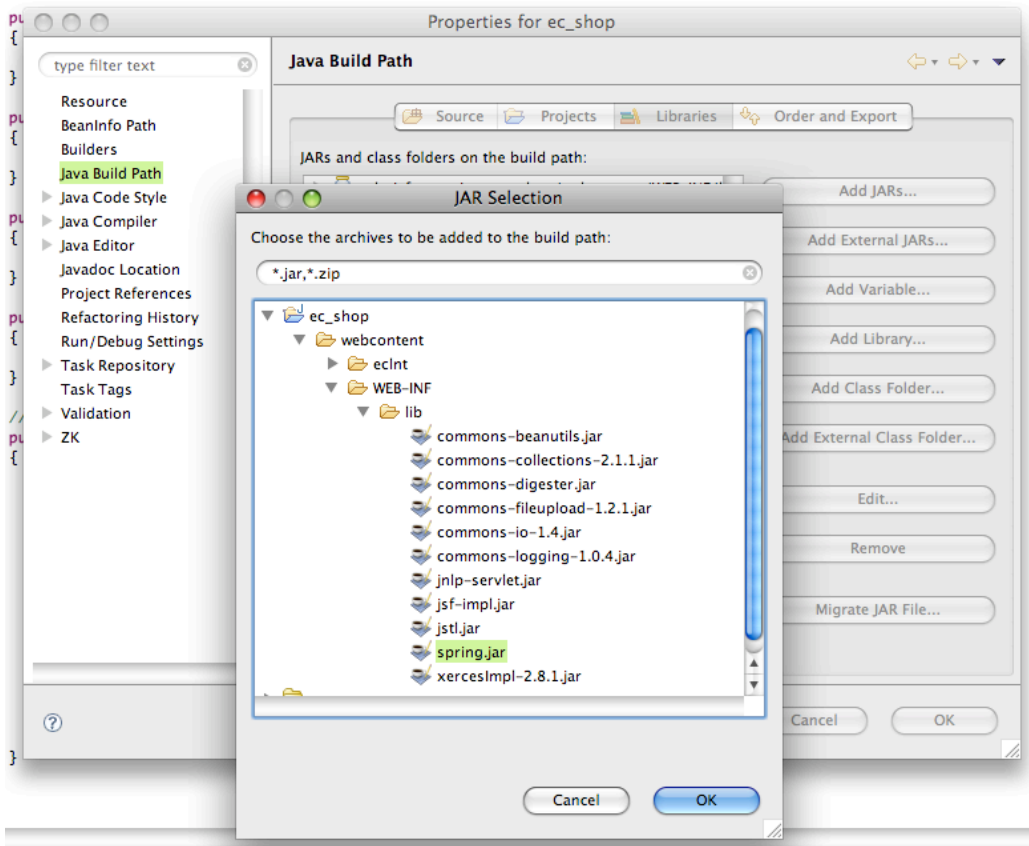 Properties for ec_shop
type filter text
Resource
BeanInfo Path
Builders
Java Build Path
Java Code Style
Java Compiler
Java Editor
Javadoc Location
Project References
Refactoring History
Run/Debug Settings
Task Repository
Task Tags
Validation
ZK
Java Build Path
Source Projects Libraries Order and Export
JARs and class folders on the build path:
Add JARs...
Add External JARs...
Add Variable...
Add Library...
Add Class Folder...
Add External Class Folder...
Edit...
Remove
Migrate JAR File...
Cancel OK
JAR Selection
Choose the archives to be added to the build path:
*.jar,*.zip
ec_shop
webcontent
eclnt
WEB-INF
lib
commons-beanutils.jar
commons-collections-2.1.1.jar
commons-digester.jar
commons-fileupload-1.2.1.jar
commons-io-1.4.jar
commons-logging-1.0.4.jar
jnlp-servlet.jar
jsf-impl.jar
jstl.jar
spring.jar
xercesImpl-2.8.1.jar
Cancel OK